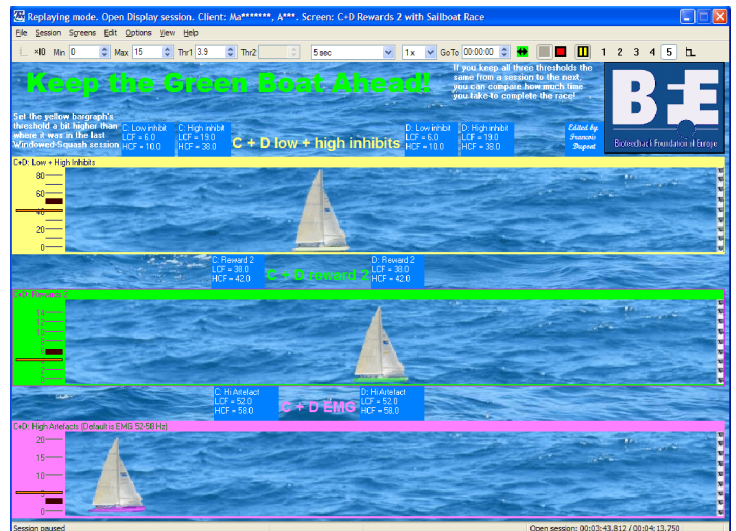 Replaying mode. Open Display session. Client: Ma*******, A***. Screen: C+D Rewards 2 with Sailboat Race
File Session Screens Edit Options View Help
Min 0 Max 15 Thr1 3.9 Thr2 5 sec 1 x GoTo 00:00:00 1 2 3 4 5
Keep the Green Boat Ahead!
If you keep all three thresholds the
same from a session to the next,
you can compare how much time
you take to complete the race!
BFE
Biofeedback Foundation of Europe
Set the yellow bargraph's
threshold a bit higher than
where it was in the last
Windowed-Squash session
C: Low inhibit
LCF = 6.0
HCF = 10.0
C: High inhibit
LCF = 19.0
HCF = 38.0
C + D low + high inhibits
D: Low inhibit
LCF = 6.0
HCF = 10.0
D: High inhibit
LCF = 19.0
HCF = 38.0
Edited by
Francois
Dupont
C+D: Low + High Inhibits
80
60
40
20
0
C: Reward 2
LCF = 38.0
HCF = 42.0
C + D reward 2
D: Reward 2
LCF = 38.0
HCF = 42.0
C+D: Rewards 2
14
12
10
8
C: Hi Artefact
LCF = 52.0
HCF = 58.0
C + D EMG
D: Hi Artefact
LCF = 52.0
HCF = 58.0
C+D: High Artefacts (Default is EMG 52-58 Hz)
20
15
10
5
0
Session paused
Open session: 00:03:43.812 / 00:04:13.750